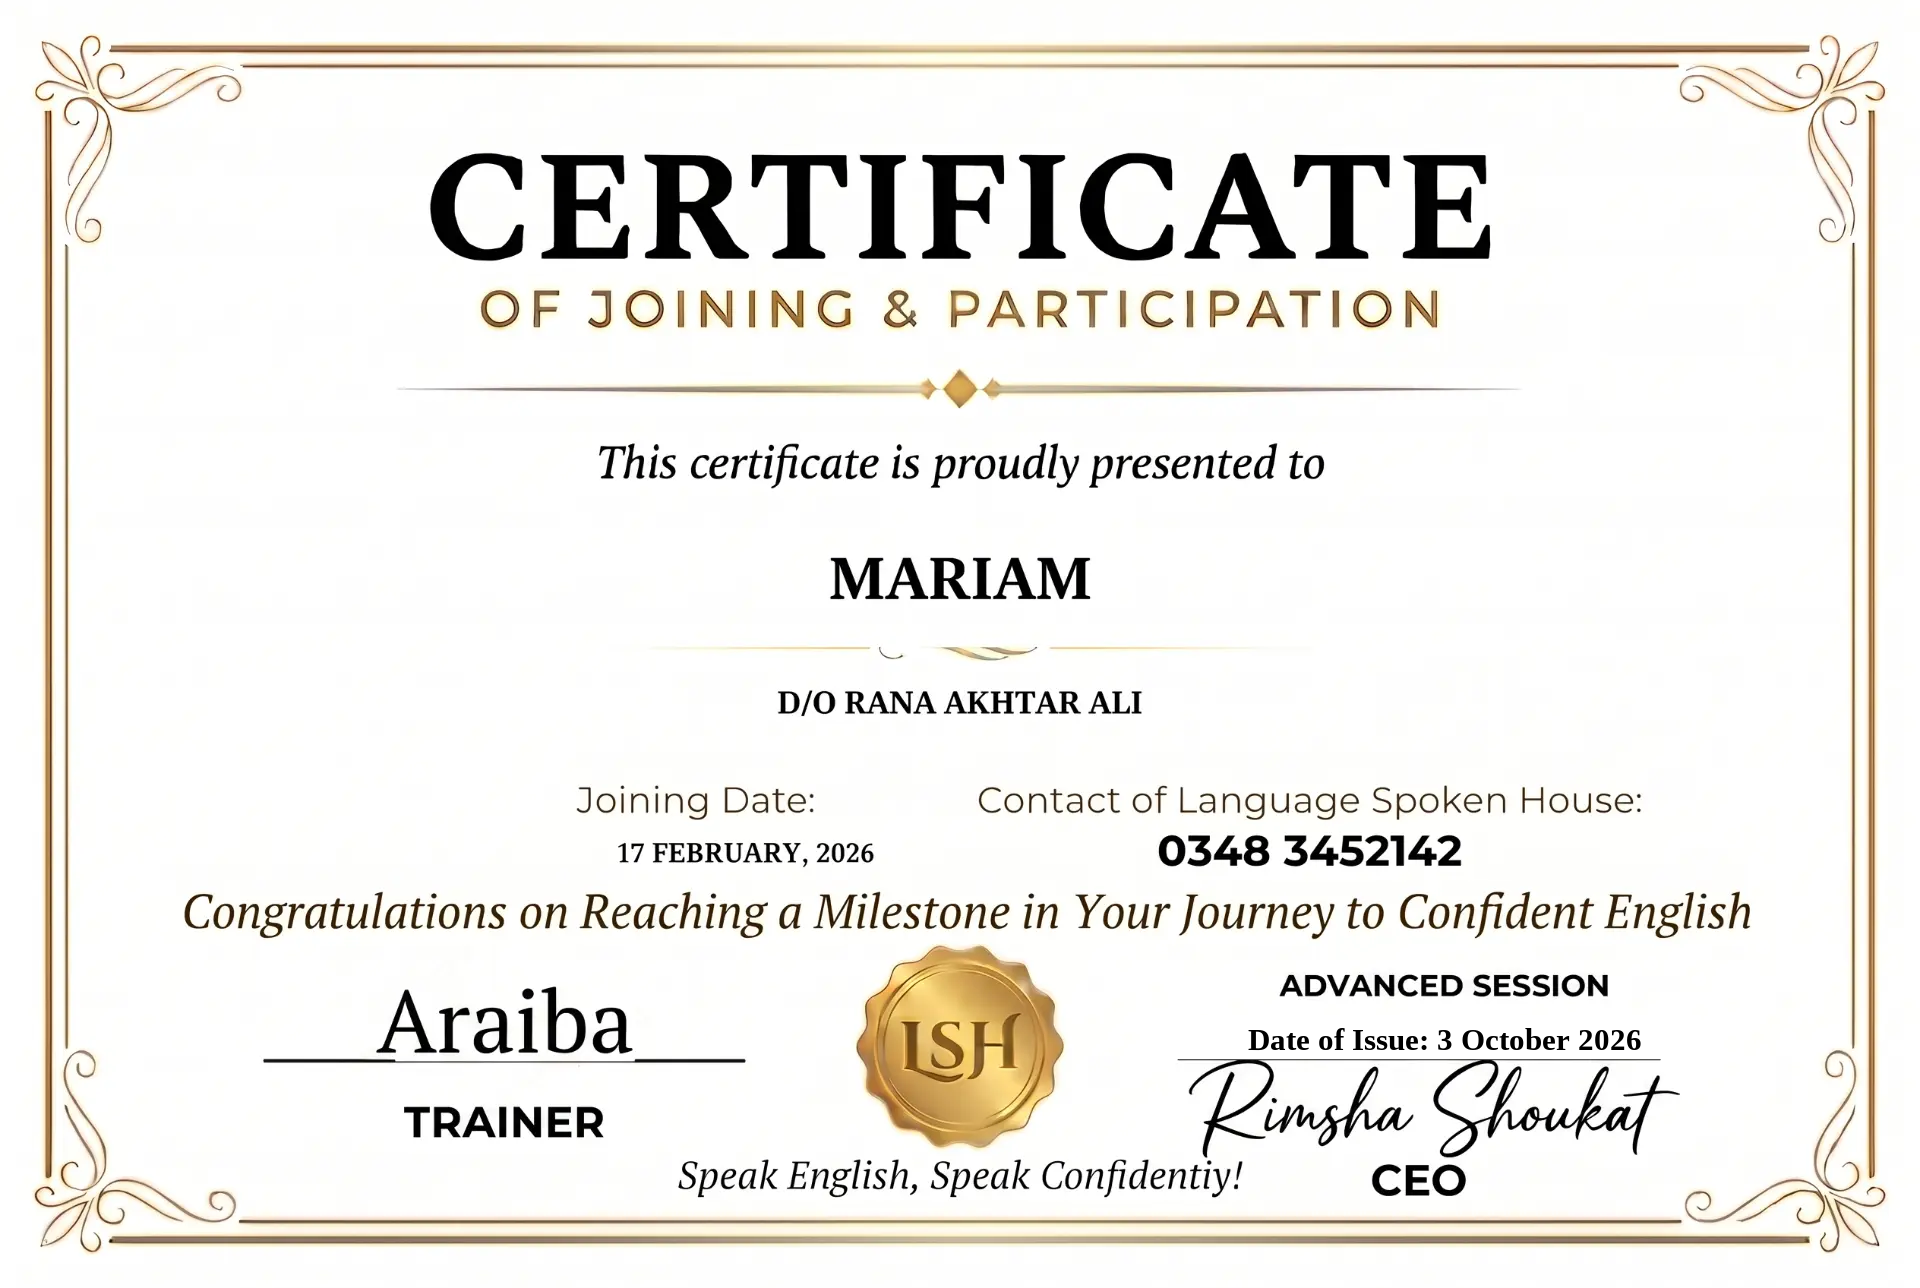 CERTIFICATE
OF JOINING & PARTICIPATION
This certificate is proudly presented to
MARIAM
D/O RANA AKHTAR ALI
Joining Date:
17 FEBRUARY, 2026
Contact of Language Spoken House:
0348 3452142
Congratulations on Reaching a Milestone in Your Journey to Confident English
Araiba
TRAINER
LSH
ADVANCED SESSION
Date of Issue: 3 October 2026
Rimsha Shoukat
CEO
Speak English, Speak Confidentiy!